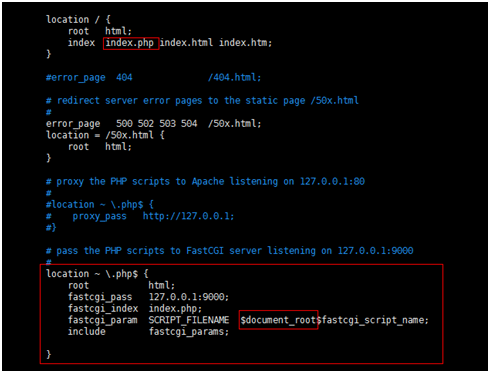 location / {
root html;
index index.php index.html index.htm;
}
#error_page 404 /404.html;
# redirect server error pages to the static page /50x.html
#
error_page 500 502 503 504 /50x.html;
location = /50x.html {
root html;
}
# proxy the PHP scripts to Apache listening on 127.0.0.1:80
#
#location ~ \.php$ {
# proxy_pass http://127.0.0.1;
#}
# pass the PHP scripts to FastCGI server listening on 127.0.0.1:9000
#
location ~ \.php$ {
root html;
fastcgi_pass 127.0.0.1:9000;
fastcgi_index index.php;
fastcgi_param SCRIPT_FILENAME $document_root$fastcgi_script_name;
include fastcgi_params;
}